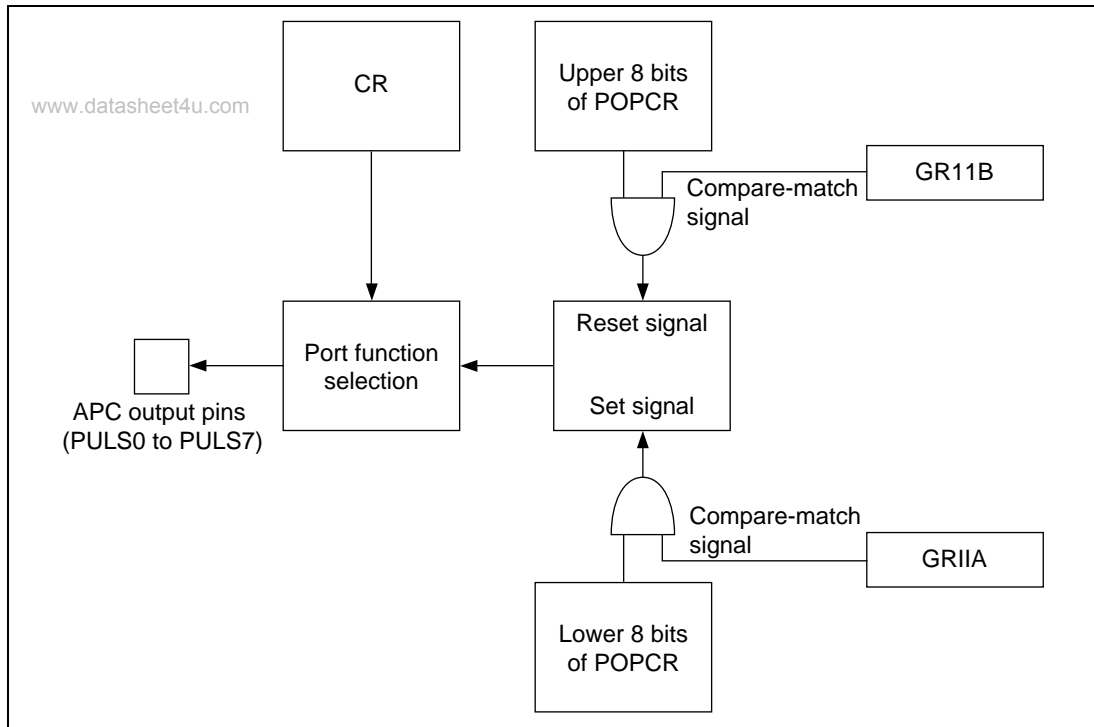 www.datasheet4u.com
CR
Upper 8 bits
of POPCR
GR11B
Compare-match
signal
Reset signal
Set signal
Port function
selection
APC output pins
(PULS0 to PULS7)
Compare-match
signal
GRIIA
Lower 8 bits
of POPCR